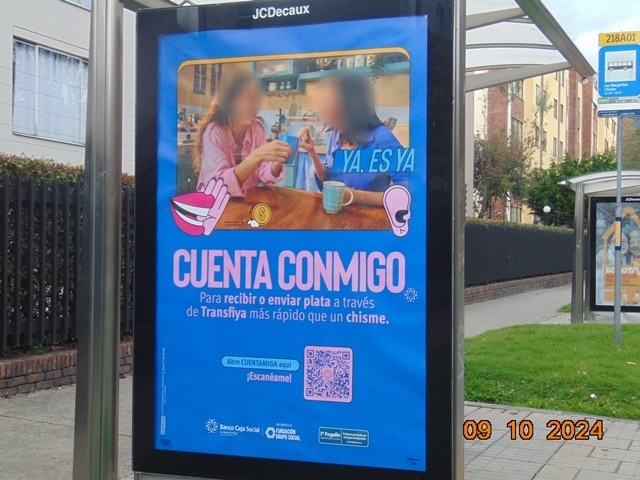 JCDecaux
YA, ES YA
CUENTA CONMIGO
Para recibir o enviar plata a través
de Transfiya más rápido que un chisme.
Abre CUENTAMIGA aquí
¡Escanéame!
Banco Caja Social
FUNDACIÓN
GRUPO SOCIAL
Fogafín
218A01
09 10 2024